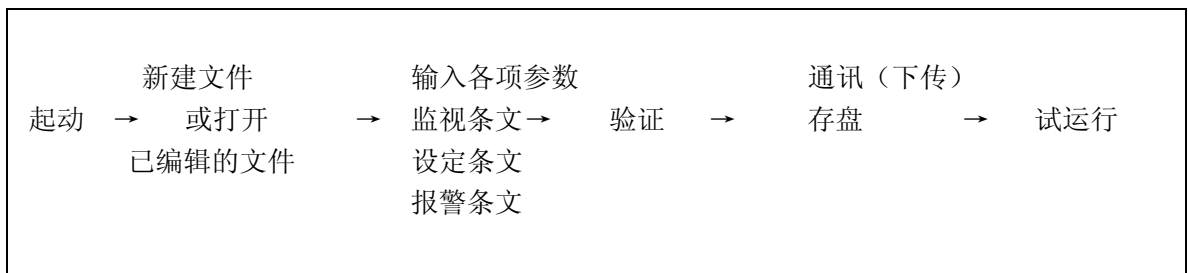 新建文件 输入各项参数 通讯（下传）
起动 → 或打开 → 监视条文→ 验证 → 存盘 → 试运行
已编辑的文件 设定条文
报警条文